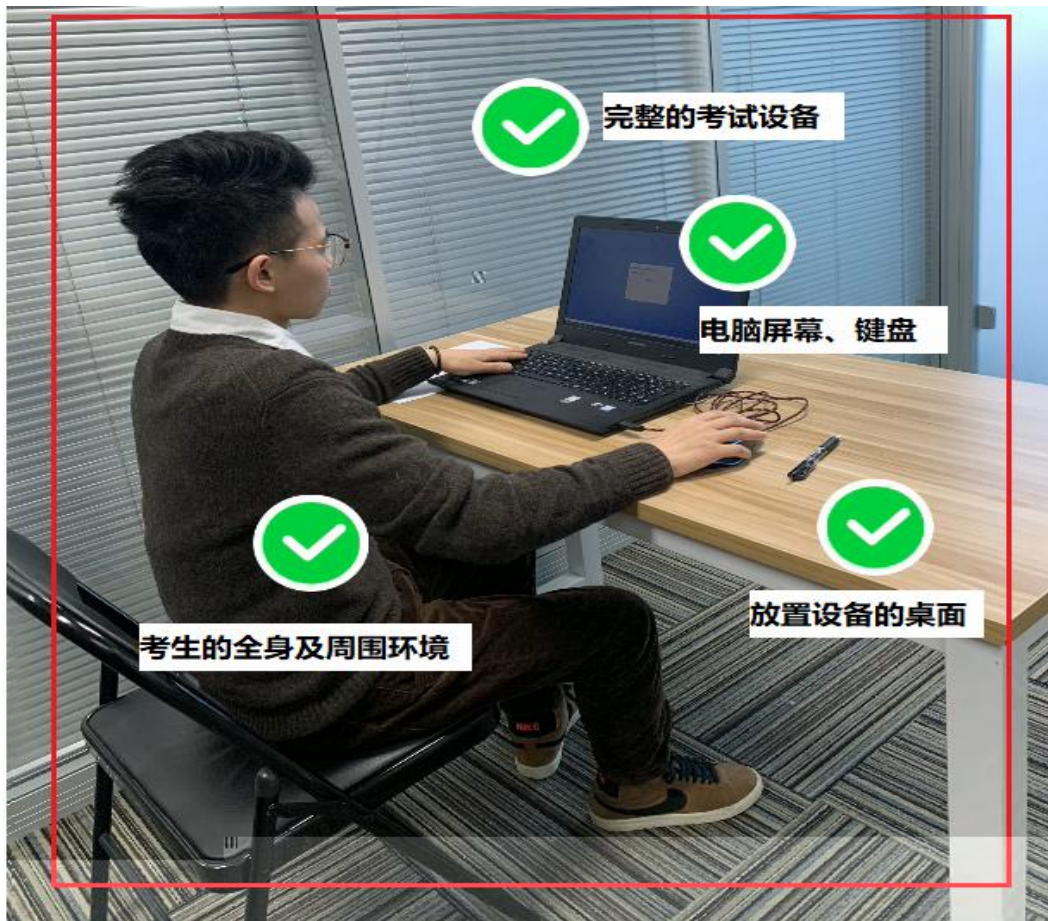 完整的考试设备
电脑屏幕、键盘
放置设备的桌面
考生的全身及周围环境